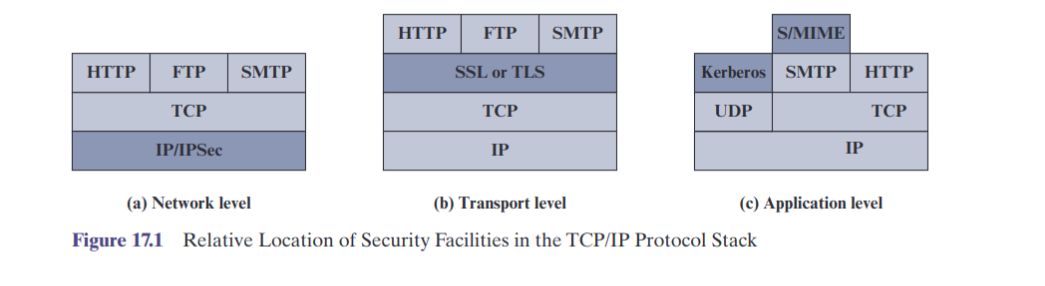 HTTP FTP SMTP
TCP
IP/IPSec
(a) Network level
HTTP FTP SMTP
SSL or TLS
TCP
IP
(b) Transport level
S/MIME
Kerberos SMTP HTTP
UDP TCP
IP
(c) Application level
Figure 17.1 Relative Location of Security Facilities in the TCP/IP Protocol Stack